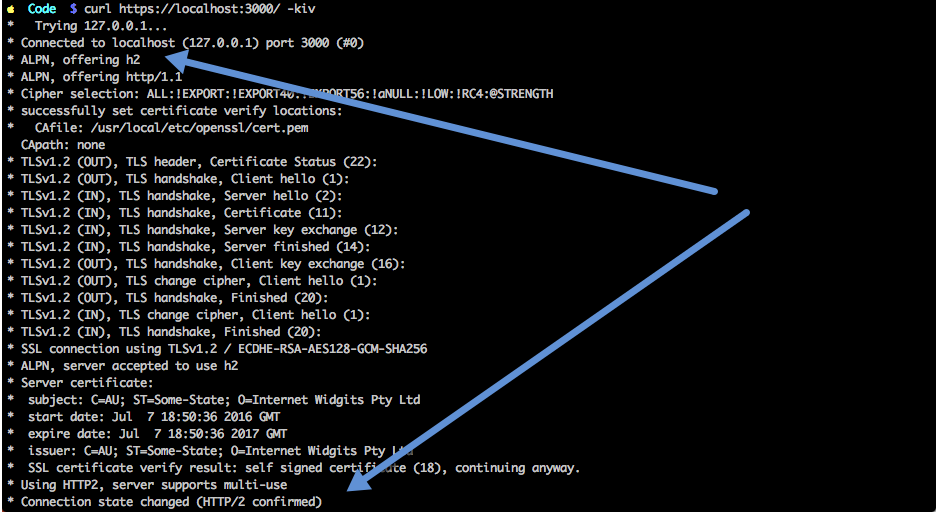 Code $ curl https://localhost:3000/ -kiv
* Trying 127.0.0.1...
* Connected to localhost (127.0.0.1) port 3000 (#0)
* ALPN, offering h2
* ALPN, offering http/1.1
* Cipher selection: ALL:!EXPORT:!EXPORT40:!EXPORT56:!aNULL:!LOW:!RC4:@STRENGTH
* successfully set certificate verify locations:
* CAfile: /usr/local/etc/openssl/cert.pem
CApath: none
* TLSv1.2 (OUT), TLS header, Certificate Status (22):
* TLSv1.2 (OUT), TLS handshake, Client hello (1):
* TLSv1.2 (IN), TLS handshake, Server hello (2):
* TLSv1.2 (IN), TLS handshake, Certificate (11):
* TLSv1.2 (IN), TLS handshake, Server key exchange (12):
* TLSv1.2 (IN), TLS handshake, Server finished (14):
* TLSv1.2 (OUT), TLS handshake, Client key exchange (16):
* TLSv1.2 (OUT), TLS change cipher, Client hello (1):
* TLSv1.2 (OUT), TLS handshake, Finished (20):
* TLSv1.2 (IN), TLS change cipher, Client hello (1):
* TLSv1.2 (IN), TLS handshake, Finished (20):
* SSL connection using TLSv1.2 / ECDHE-RSA-AES128-GCM-SHA256
* ALPN, server accepted to use h2
* Server certificate:
* subject: C=AU; ST=Some-State; O=Internet Widgits Pty Ltd
* start date: Jul 7 18:50:36 2016 GMT
* expire date: Jul 7 18:50:36 2017 GMT
* issuer: C=AU; ST=Some-State; O=Internet Widgits Pty Ltd
* SSL certificate verify result: self signed certificate (18), continuing anyway.
* Using HTTP2, server supports multi-use
* Connection state changed (HTTP/2 confirmed)